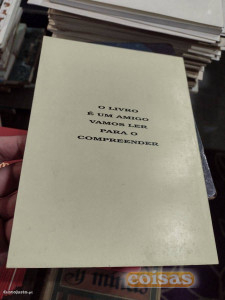 O LIVRO
É UM AMIGO
VAMOS LER
PARA O
COMPREENDER
coisas